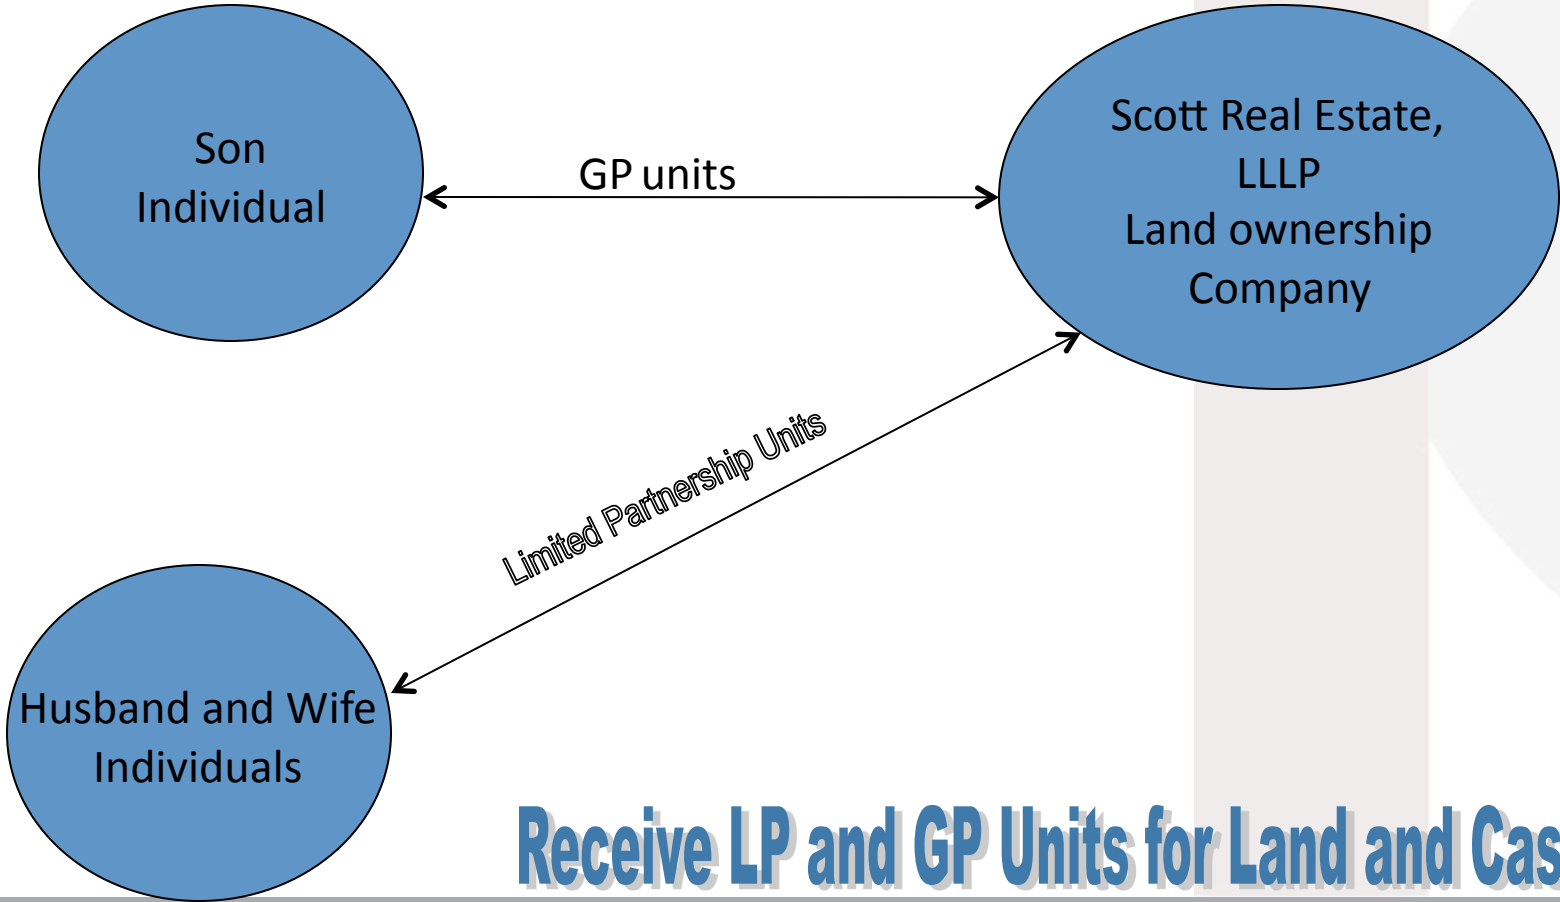 Son
Individual
GP units
Scott Real Estate,
LLLP
Land ownership
Company
Limited Partnership Units
Husband and Wife
Individuals
Receive LP and GP Units for Land and Cas